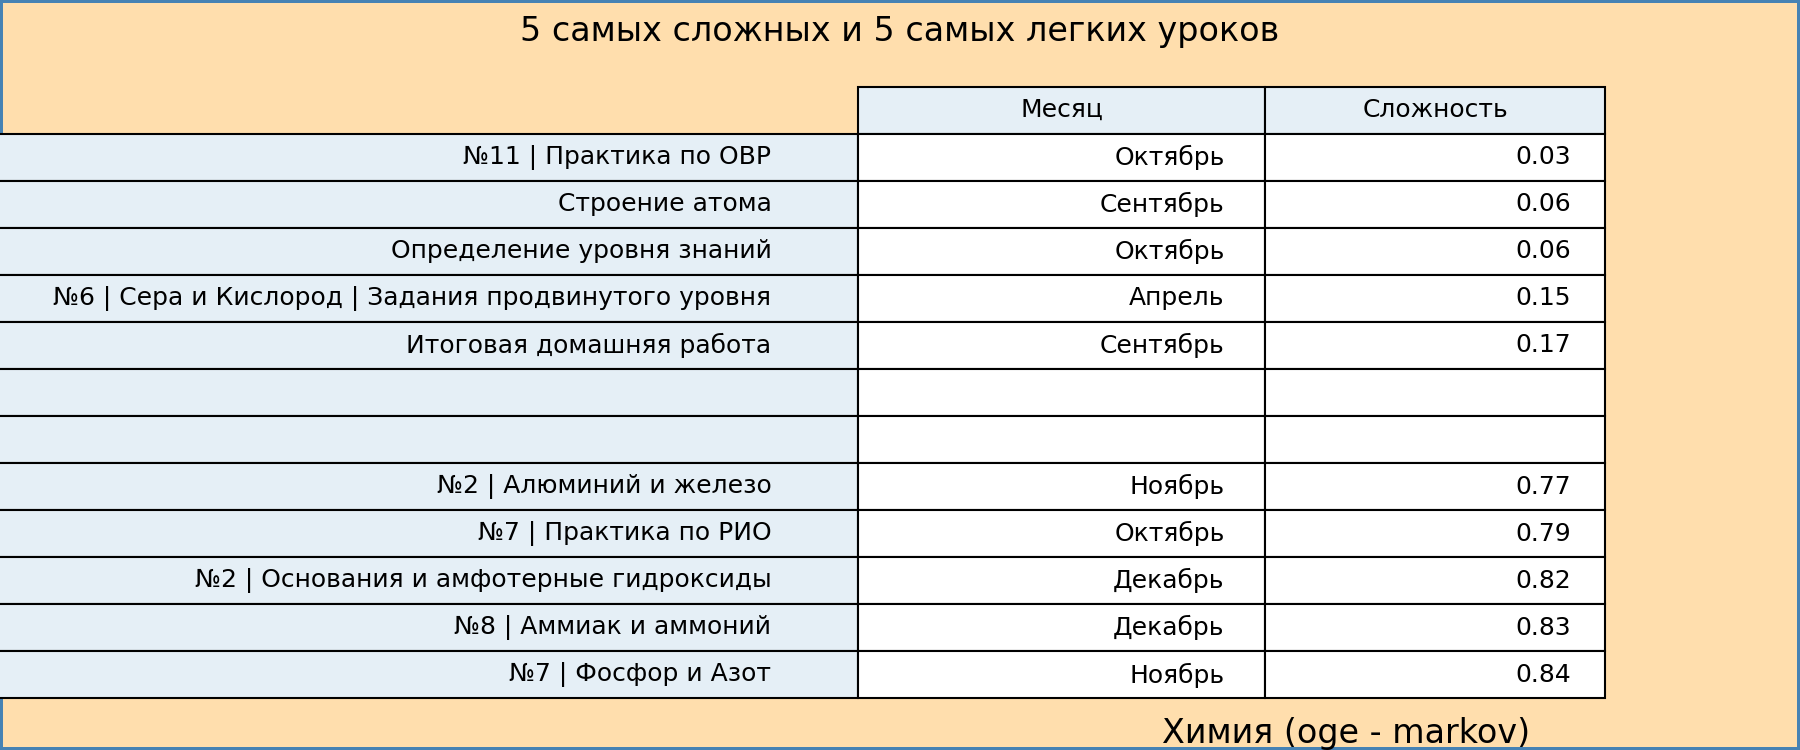 5 самых сложных и 5 самых легких уроков
Месяц Сложность
№11 | Практика по ОВР Октябрь 0.03
Строение атома Сентябрь 0.06
Определение уровня знаний Октябрь 0.06
№6 | Сера и Кислород | Задания продвинутого уровня Апрель 0.15
Итоговая домашняя работа Сентябрь 0.17
№2 | Алюминий и железо Ноябрь 0.77
№7 | Практика по РИО Октябрь 0.79
№2 | Основания и амфотерные гидроксиды Декабрь 0.82
№8 | Аммиак и аммоний Декабрь 0.83
№7 | Фосфор и Азот Ноябрь 0.84
Химия (oge - markov)